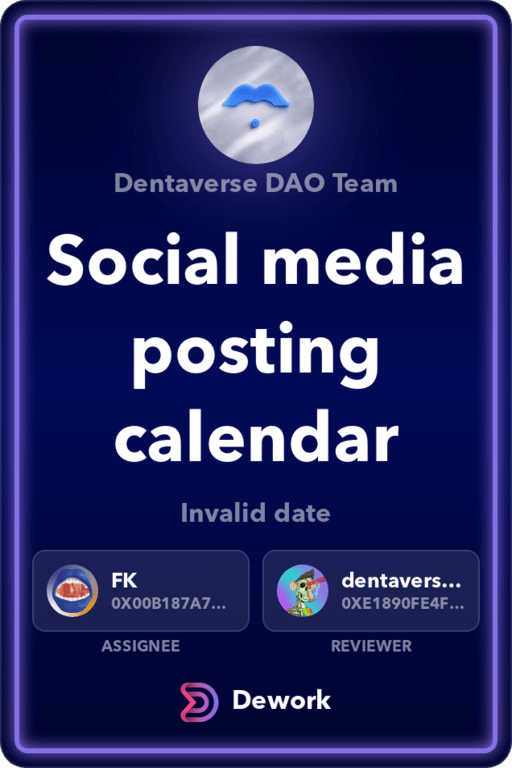 Dentaverse DAO Team
Social media
posting
calendar
Invalid date
FK
0X00B187A7...
ASSIGNEE
dentavers...
0XE1890FE4F...
REVIEWER
Dework